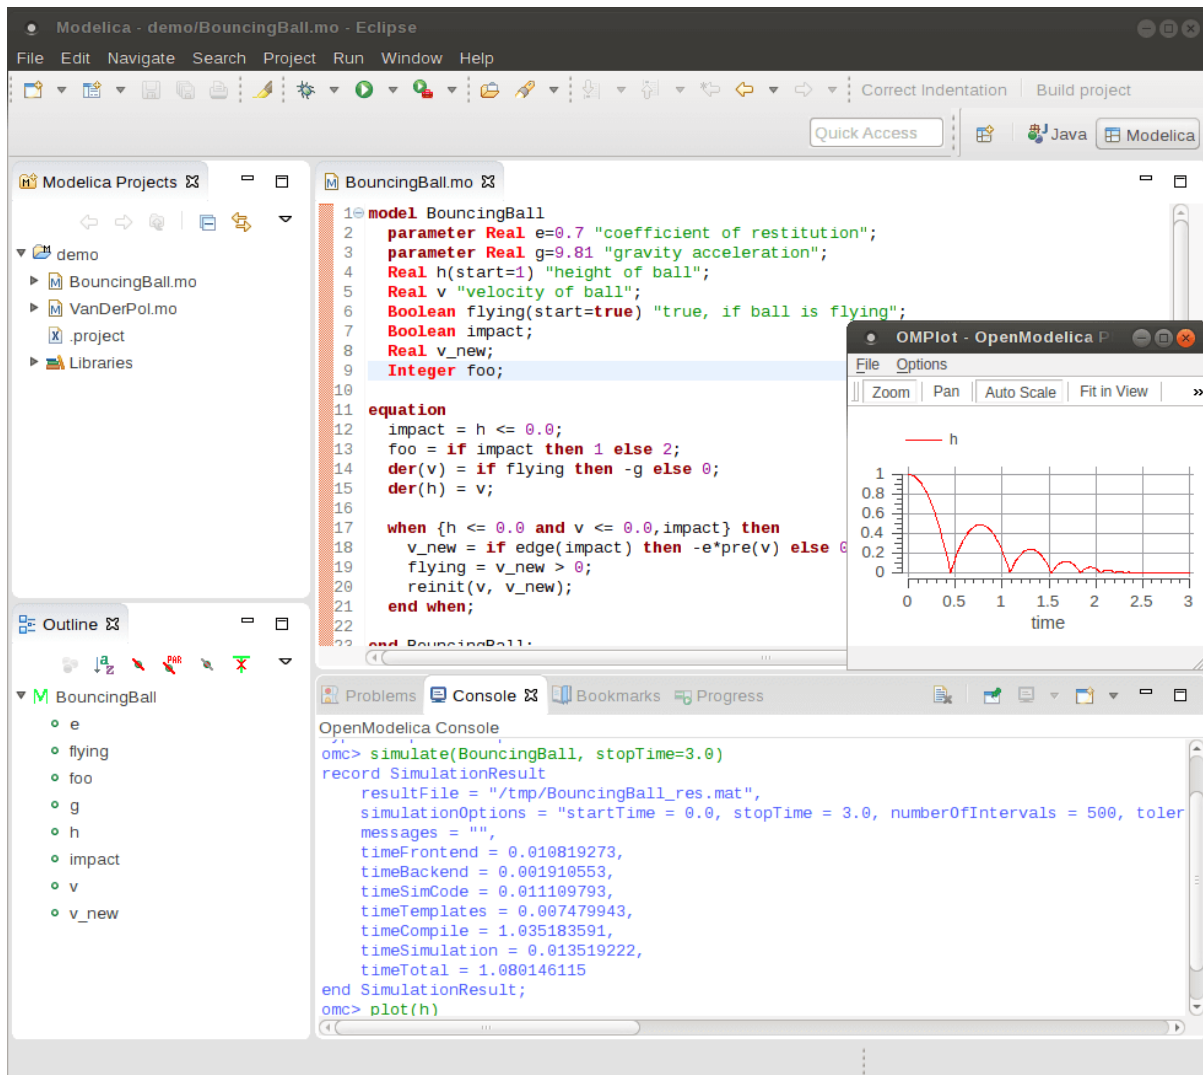 Modelica - demo/BouncingBall.mo - Eclipse
File Edit Navigate Search Project Run Window Help
Correct Indentation Build project
Quick Access Java Modelica
Modelica Projects
demo
BouncingBall.mo
VanDerPol.mo
.project
Libraries
BouncingBall.mo
1 model BouncingBall
2 parameter Real e=0.7 "coefficient of restitution";
3 parameter Real g=9.81 "gravity acceleration";
4 Real h(start=1) "height of ball";
5 Real v "velocity of ball";
6 Boolean flying(start=true) "true, if ball is flying";
7 Boolean impact;
8 Real v_new;
9 Integer foo;
10
11 equation
12 impact = h <= 0.0;
13 foo = if impact then 1 else 2;
14 der(v) = if flying then -g else 0;
15 der(h) = v;
16
17 when {h <= 0.0 and v <= 0.0,impact} then
18 v_new = if edge(impact) then -e*pre(v) else 0
19 flying = v_new > 0;
20 reinit(v, v_new);
21 end when;
22
23 end BouncingBall;
OMPlot - OpenModelica P
File Options
Zoom Pan Auto Scale Fit in View »
h
1
0.8
0.6
0.4
0.2
0
0 0.5 1 1.5 2 2.5 3
time
Outline
BouncingBall
e
flying
foo
g
h
impact
v
v_new
Problems Console Bookmarks Progress
OpenModelica Console
omc> simulate(BouncingBall, stopTime=3.0)
record SimulationResult
resultFile = "/tmp/BouncingBall_res.mat",
simulationOptions = "startTime = 0.0, stopTime = 3.0, numberOfIntervals = 500, toler
messages = "",
timeFrontend = 0.010819273,
timeBackend = 0.001910553,
timeSimCode = 0.011109793,
timeTemplates = 0.007479943,
timeCompile = 1.035183591,
timeSimulation = 0.013519222,
timeTotal = 1.080146115
end SimulationResult;
omc> plot(h)